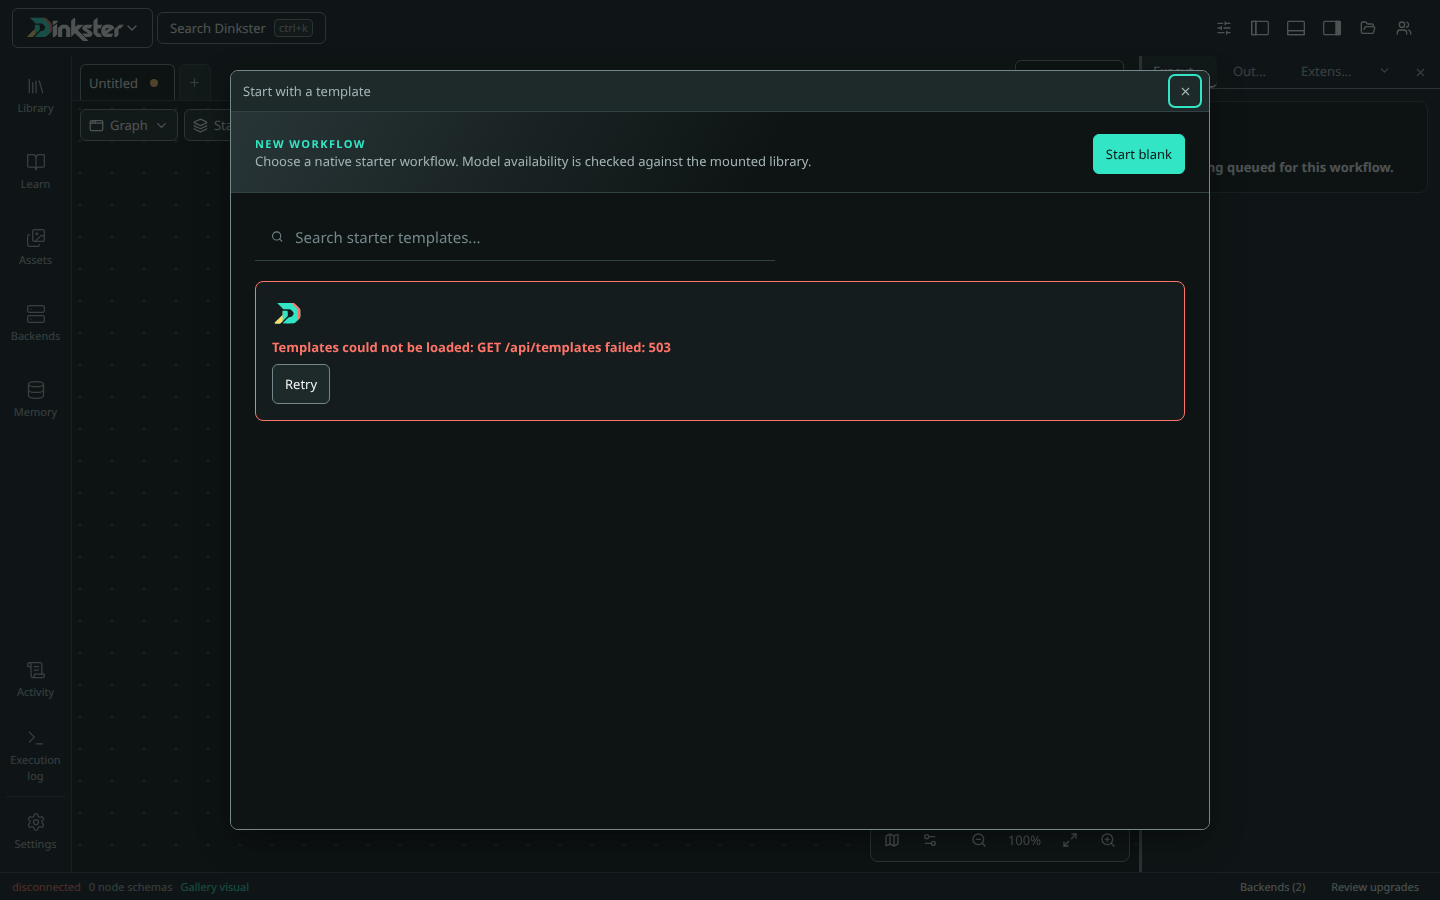 Dinkster
Search Dinkster ctrl+k
Library
Learn
Assets
Backends
Memory
Activity
Execution
log
Settings
Untitled
Graph
Sta
Out...
Extens...
ng queued for this workflow.
Start with a template
NEW WORKFLOW
Choose a native starter workflow. Model availability is checked against the mounted library.
Start blank
Search starter templates...
Templates could not be loaded: GET /api/templates failed: 503
Retry
100%
disconnected 0 node schemas Gallery visual
Backends (2) Review upgrades